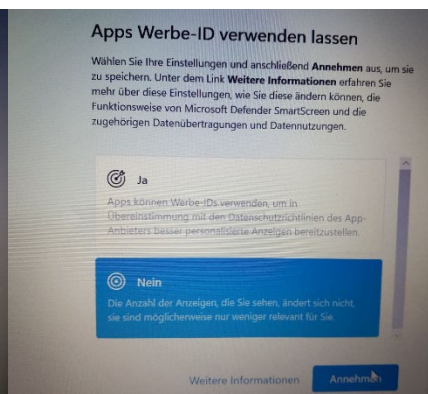 Apps Werbe-ID verwenden lassen
Wählen Sie Ihre Einstellungen und anschließend Annehmen aus, um sie
zu speichern. Unter dem Link Weitere Informationen erfahren Sie
mehr über diese Einstellungen, wie Sie diese ändern können, die
Funktionsweise von Microsoft Defender SmartScreen und die
zugehörigen Datenübertragungen und Datennutzungen.
Ja
Apps können Werbe-IDs verwenden, um in
Übereinstimmung mit den Datenschutzrichtlinien des App-
Anbieters besser personalisierte Anzeigen bereitzustellen.
Nein
Die Anzahl der Anzeigen, die Sie sehen, ändert sich nicht,
sie sind möglicherweise nur weniger relevant für Sie.
Weitere Informationen
Annehmen